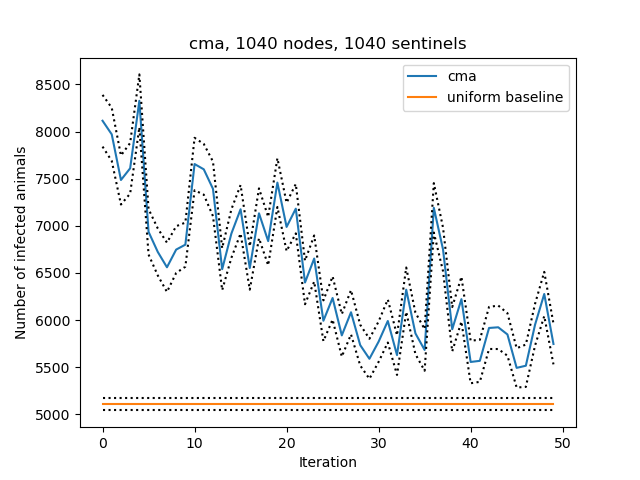 cma, 1040 nodes, 1040 sentinels
cma
uniform baseline
8500
8000
7500
7000
6500
6000
5500
5000
Number of infected animals
0 10 20 30 40 50
Iteration